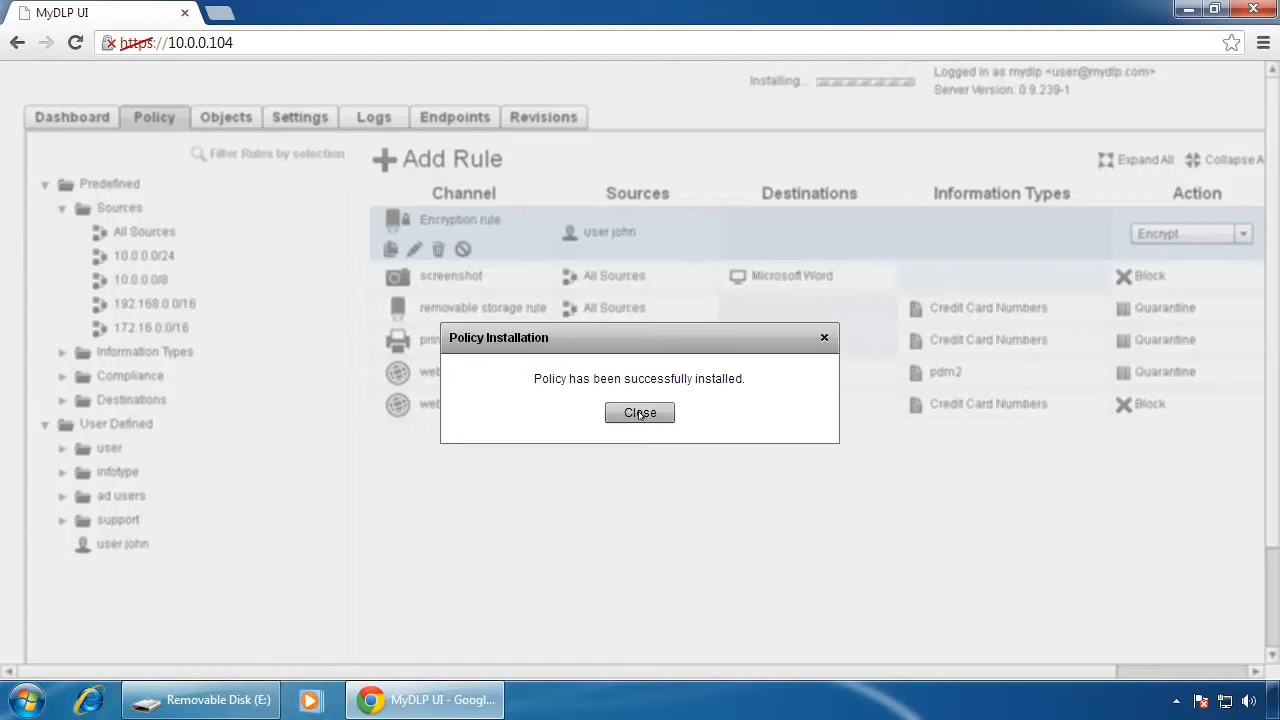 MyDLP UI
https://10.0.0.104
Installing...
Logged in as mydlp <user@mydlp.com>
Server Version: 0.9.239-1
Dashboard Policy Objects Settings Logs Endpoints Revisions
Filter Rules by selection
Add Rule
Expand All Collapse A
Channel Sources Destinations Information Types Action
Predefined
Sources
All Sources
10.0.0.0/24
10.0.0.0/8
192.168.0.0/16
172.16.0.0/16
Information Types
Compliance
Destinations
User Defined
user
infotype
ad users
support
user john
Encryption rule user john Encrypt
screenshot All Sources Microsoft Word Block
removable storage rule All Sources Credit Card Numbers Quarantine
Credit Card Numbers Quarantine
pdm2 Quarantine
Credit Card Numbers Block
Policy Installation
Policy has been successfully installed.
Close
Removable Disk (E:)
MyDLP UI - Googl...